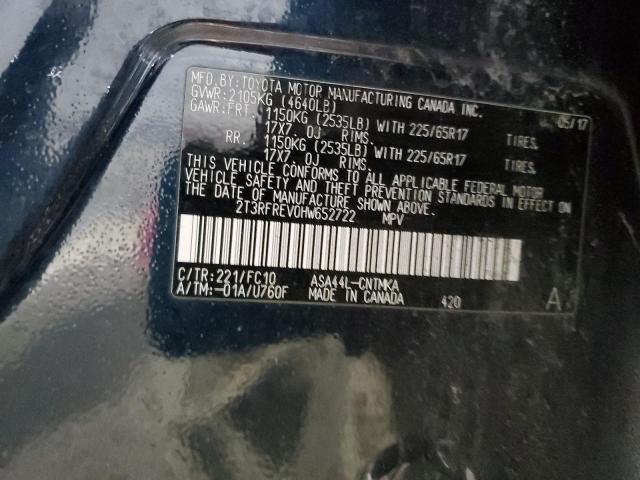 MFD. BY: TOYOTA MOTOR MANUFACTURING CANADA INC.
GVWR: 2105KG (4640LB) 05/17
GAWR: FRT. 1150KG (2535LB) WITH 225/65R17 TIRES.
17X7.0J RIMS.
RR. 1150KG (2535LB) WITH 225/65R17 TIRES.
17X7.0J RIMS.
THIS VEHICLE CONFORMS TO ALL APPLICABLE FEDERAL MOTOR
VEHICLE SAFETY AND THEFT PREVENTION STANDARDS IN EFFECT ON
THE DATE OF MANUFACTURE SHOWN ABOVE.
2T3RFREV0HW652722 MPV
C/TR: 221/FC10 ASA44L-CNTMKA
A/TM: -01A/U760F MADE IN CANADA 420 A